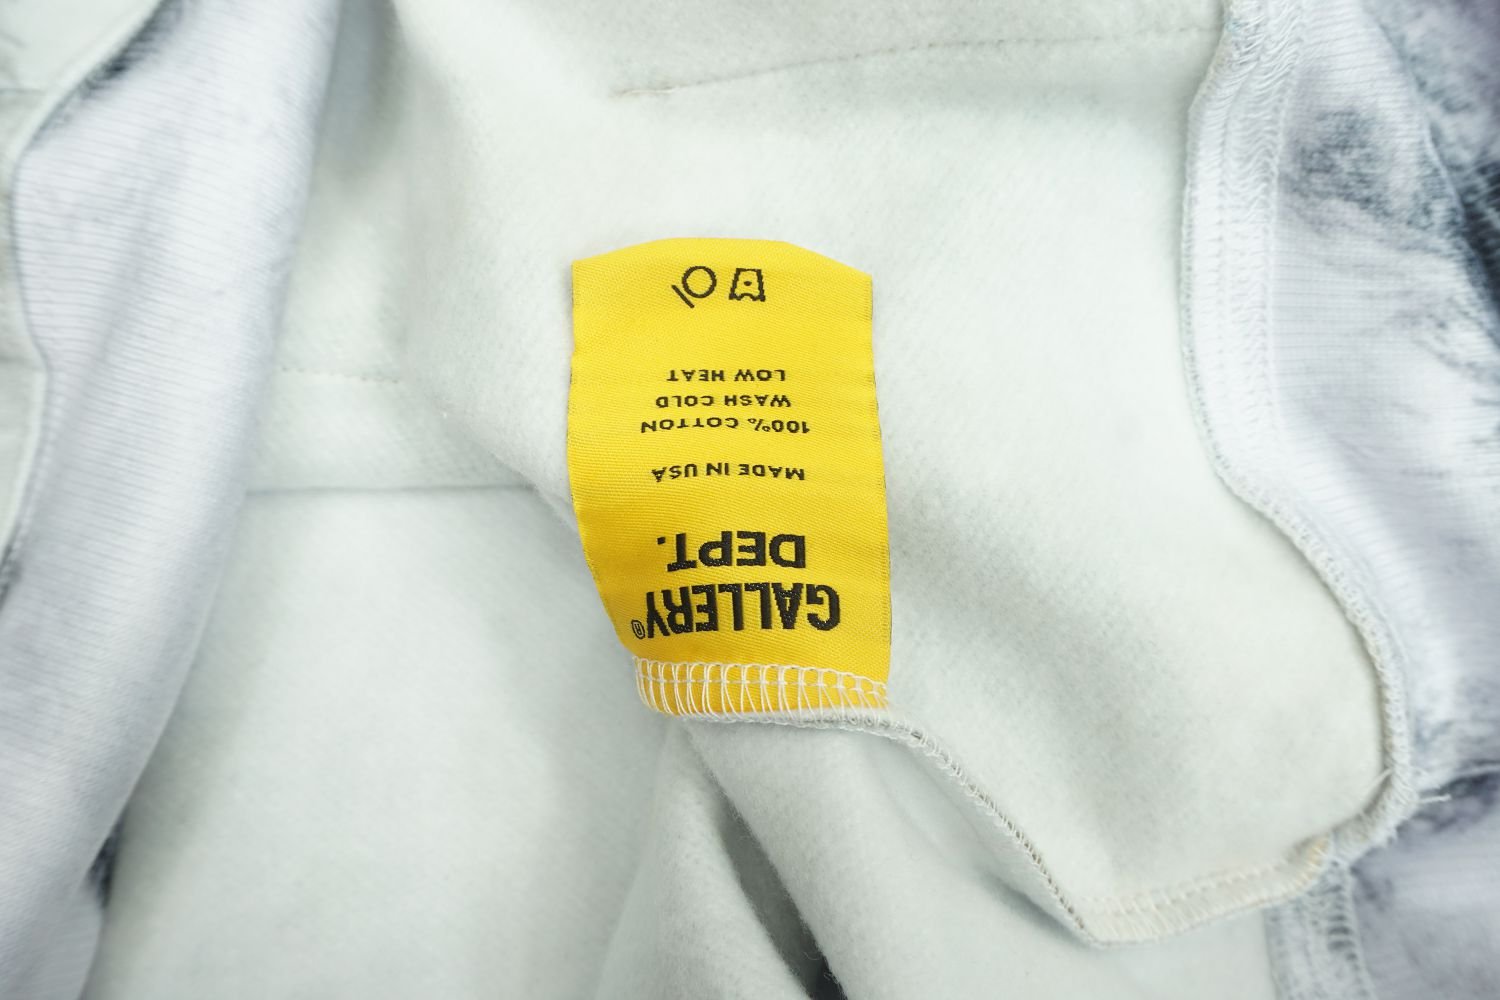 GALLERY®
DEPT.
MADE IN USA
100% COTTON
WASH COLD
LOW HEAT